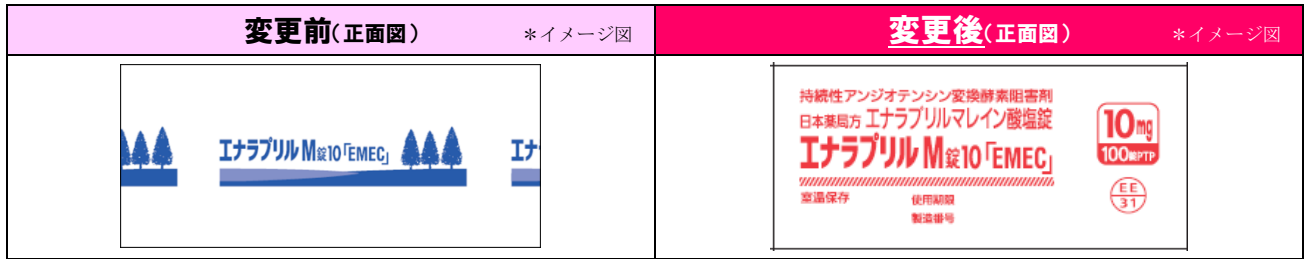 変更前(正面図) *イメージ図
変更後(正面図) *イメージ図
エナラプリル M錠10「EMEC」
エナ
持続性アンジオテンシン変換酵素阻害剤
日本薬局方 エナラプリルマレイン酸塩錠
エナラプリル M錠10「EMEC」
室温保存
使用期限
製造番号
10mg
100錠PTP
EE
31